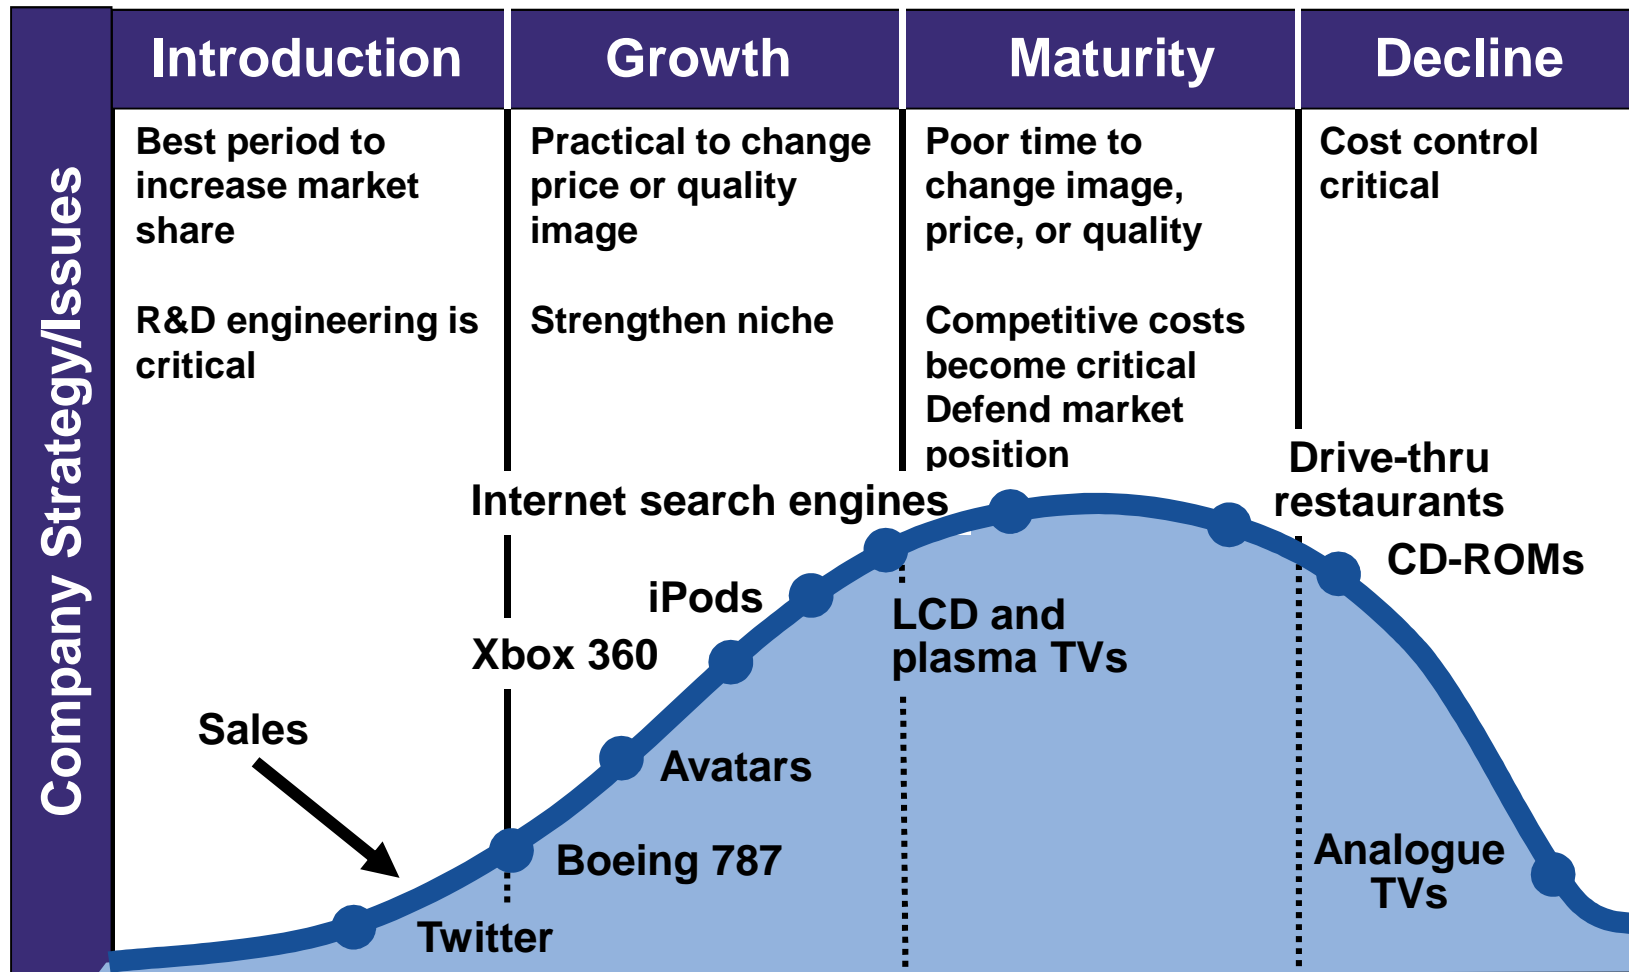 Company Strategy/Issues
Introduction
Growth
Maturity
Decline
Best period to
increase market
share
R&D engineering is
critical
Practical to change
price or quality
image
Strengthen niche
Poor time to
change image,
price, or quality
Competitive costs
become critical
Defend market
position
Cost control
critical
Drive-thru
restaurants
Internet search engines
CD-ROMs
iPods
LCD and
plasma TVs
Xbox 360
Sales
Avatars
Boeing 787
Analogue
TVs
Twitter